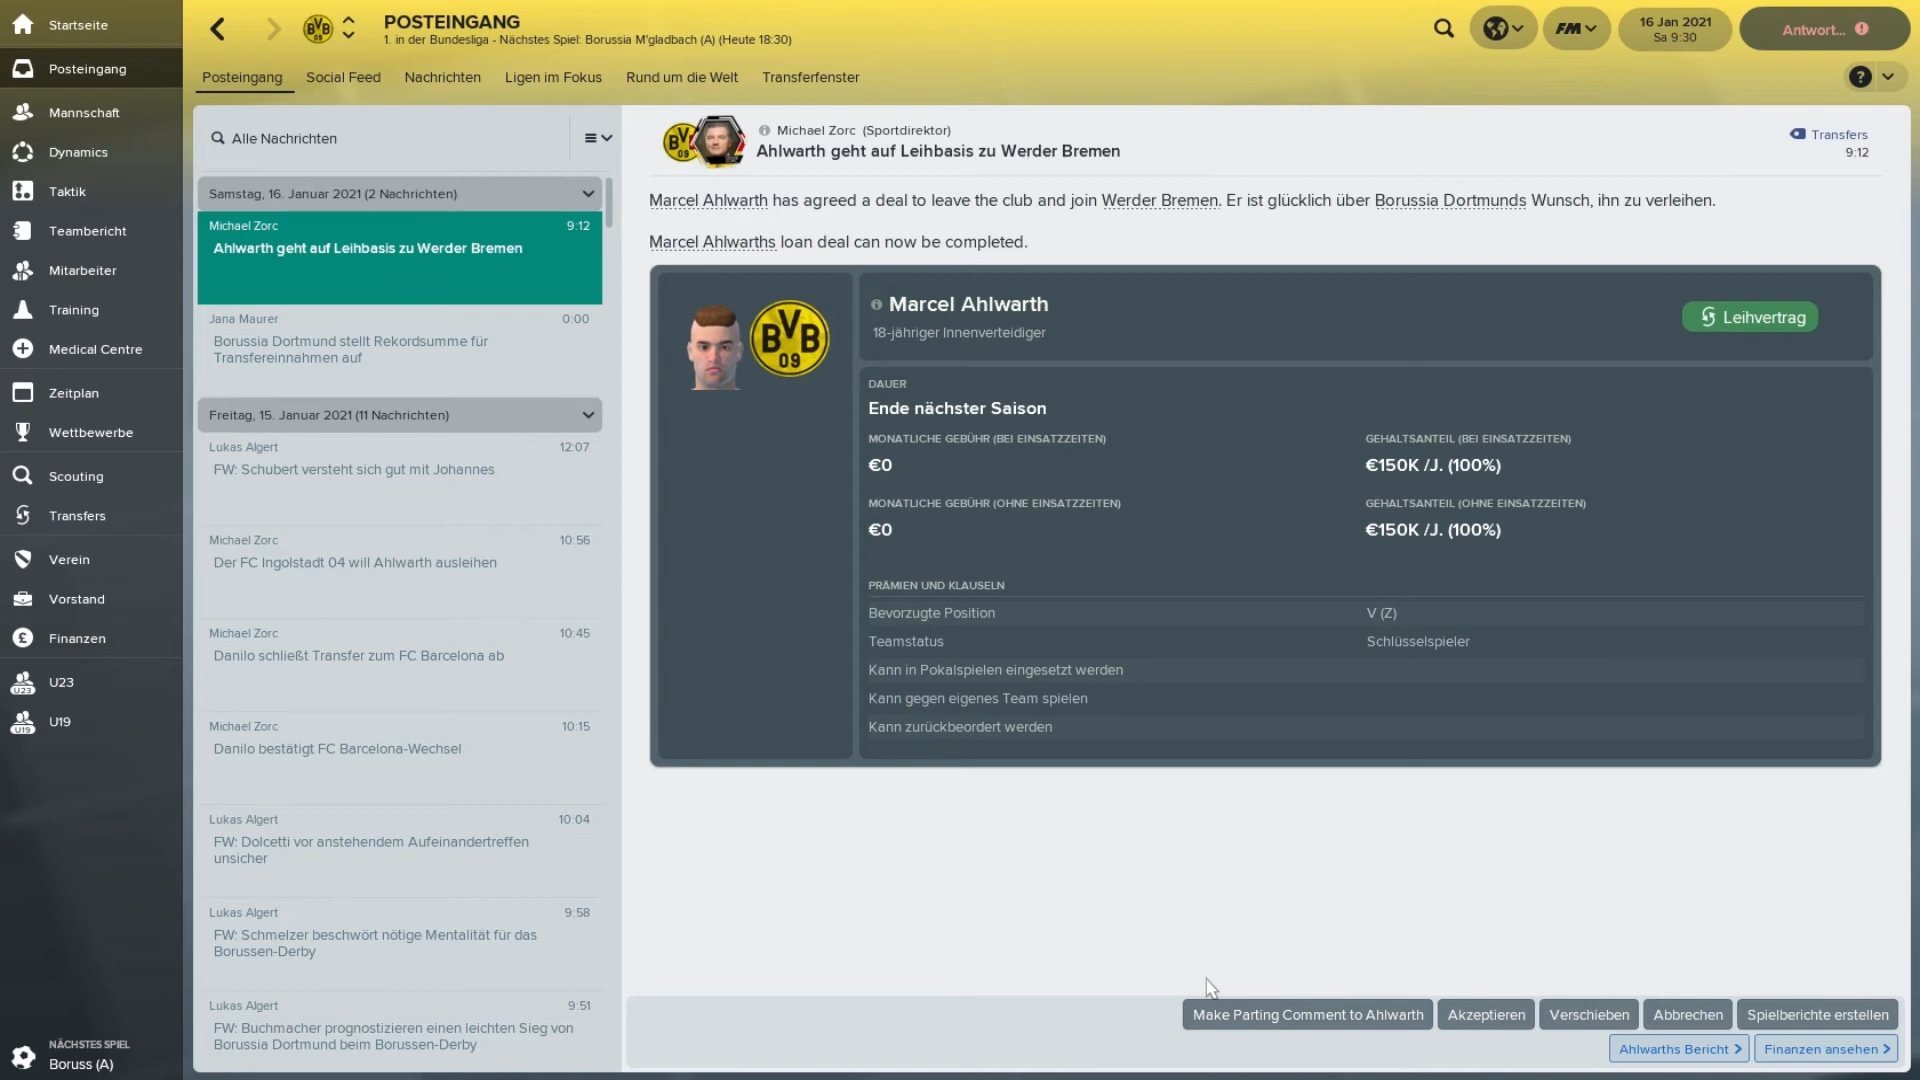 Startseite
Posteingang
Mannschaft
Dynamics
Taktik
Teambericht
Mitarbeiter
Training
Medical Centre
Zeitplan
Wettbewerbe
Scouting
Transfers
Verein
Vorstand
Finanzen
U23
U23
U19
U19
NÄCHSTES SPIEL
Boruss (A)
BVB
09
POSTEINGANG
1. in der Bundesliga - Nächstes Spiel: Borussia M'gladbach (A) (Heute 18:30)
FM
16 Jan 2021
Sa 9:30
Antwort...
Posteingang
Social Feed
Nachrichten
Ligen im Fokus
Rund um die Welt
Transferfenster
?
Alle Nachrichten
Samstag, 16. Januar 2021 (2 Nachrichten)
Michael Zorc 9:12
Ahlwarth geht auf Leihbasis zu Werder Bremen
Jana Maurer 0:00
Borussia Dortmund stellt Rekordsumme für
Transfereinnahmen auf
Freitag, 15. Januar 2021 (11 Nachrichten)
Lukas Algert 12:07
FW: Schubert versteht sich gut mit Johannes
Michael Zorc 10:56
Der FC Ingolstadt 04 will Ahlwarth ausleihen
Michael Zorc 10:45
Danilo schließt Transfer zum FC Barcelona ab
Michael Zorc 10:15
Danilo bestätigt FC Barcelona-Wechsel
Lukas Algert 10:04
FW: Dolcetti vor anstehendem Aufeinandertreffen
unsicher
Lukas Algert 9:58
FW: Schmelzer beschwört nötige Mentalität für das
Borussen-Derby
Lukas Algert 9:51
FW: Buchmacher prognostizieren einen leichten Sieg von
Borussia Dortmund beim Borussen-Derby
BVB
09
Michael Zorc (Sportdirektor)
Ahlwarth geht auf Leihbasis zu Werder Bremen
Transfers
9:12
Marcel Ahlwarth has agreed a deal to leave the club and join Werder Bremen. Er ist glücklich über Borussia Dortmunds Wunsch, ihn zu verleihen.
Marcel Ahlwarths loan deal can now be completed.
BVB
09
Marcel Ahlwarth
18-jähriger Innenverteidiger
Leihvertrag
DAUER
Ende nächster Saison
MONATLICHE GEBÜHR (BEI EINSATZZEITEN) GEHALTSANTEIL (BEI EINSATZZEITEN)
€0 €150K /J. (100%)
MONATLICHE GEBÜHR (OHNE EINSATZZEITEN) GEHALTSANTEIL (OHNE EINSATZZEITEN)
€0 €150K /J. (100%)
PRÄMIEN UND KLAUSELN
Bevorzugte Position V (Z)
Teamstatus Schlüsselspieler
Kann in Pokalspielen eingesetzt werden
Kann gegen eigenes Team spielen
Kann zurückbeordert werden
Make Parting Comment to Ahlwarth Akzeptieren Verschieben Abbrechen Spielberichte erstellen
Ahlwarths Bericht Finanzen ansehen